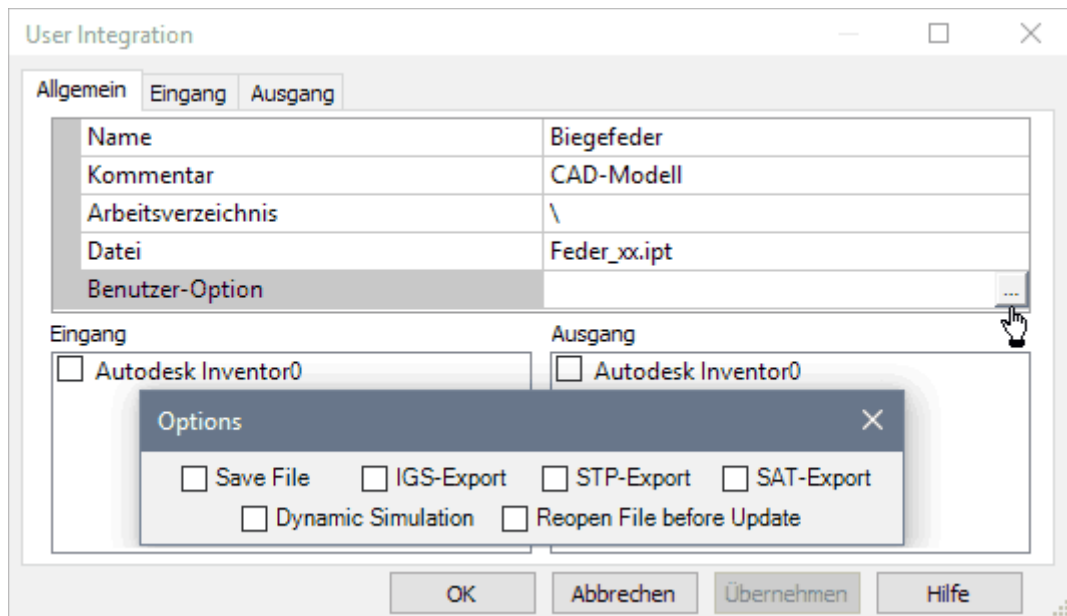 User Integration
Allgemein Eingang Ausgang
Name Biegefeder
Kommentar CAD-Modell
Arbeitsverzeichnis \
Datei Feder_xx.ipt
Benutzer-Option ...
Eingang Ausgang
Autodesk Inventor0 Autodesk Inventor0
Options
Save File IGS-Export STP-Export SAT-Export
Dynamic Simulation Reopen File before Update
OK Abbrechen Übernehmen Hilfe